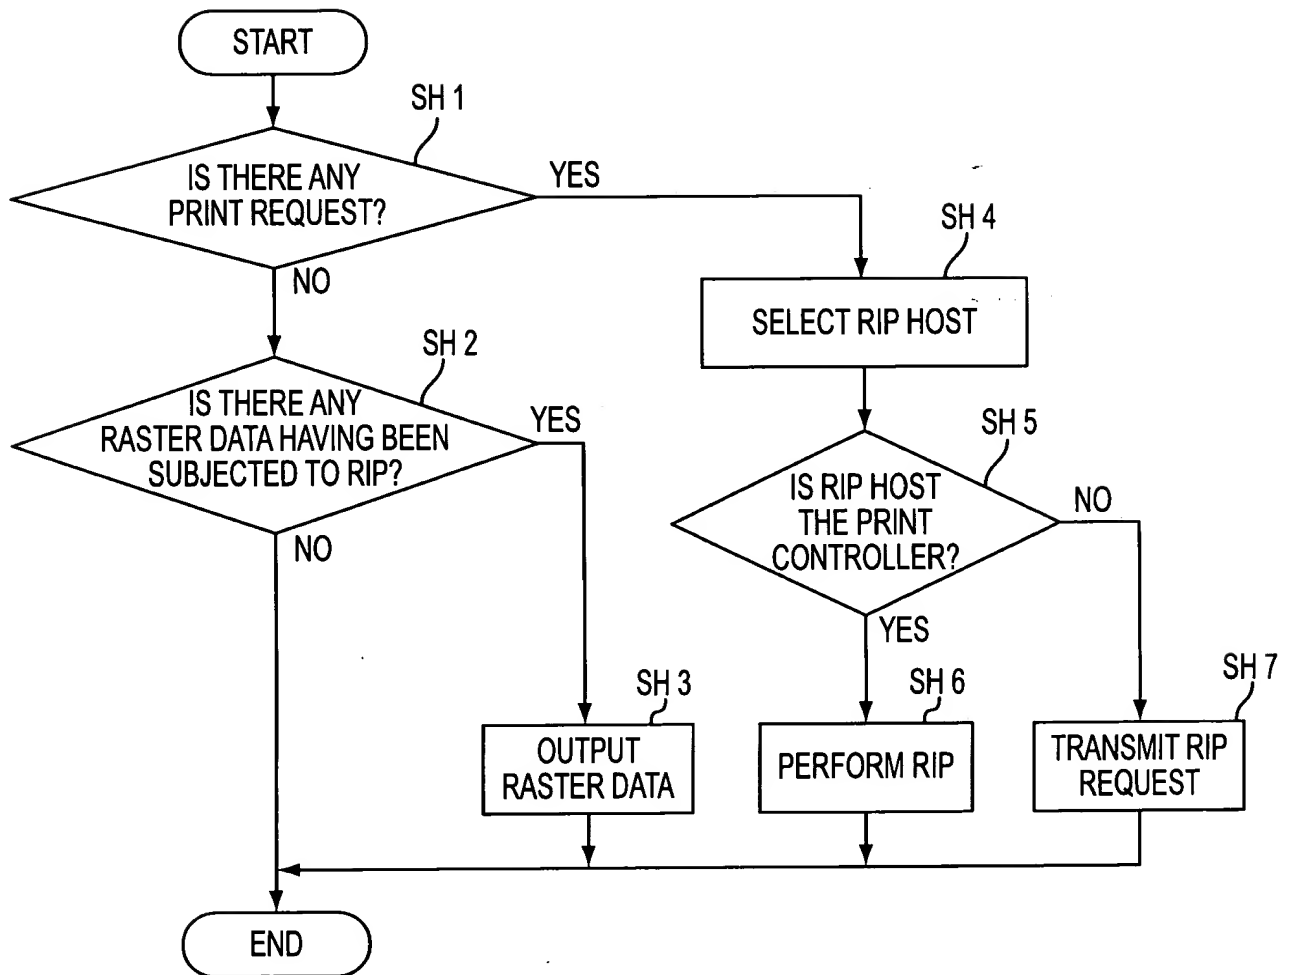 START
SH 1
IS THERE ANY
PRINT REQUEST?
YES
NO
SH 4
SELECT RIP HOST
SH 2
IS THERE ANY
RASTER DATA HAVING BEEN
SUBJECTED TO RIP?
YES
NO
SH 5
IS RIP HOST
THE PRINT
CONTROLLER?
NO
YES
SH 3
OUTPUT
RASTER DATA
SH 6
PERFORM RIP
SH 7
TRANSMIT RIP
REQUEST
END